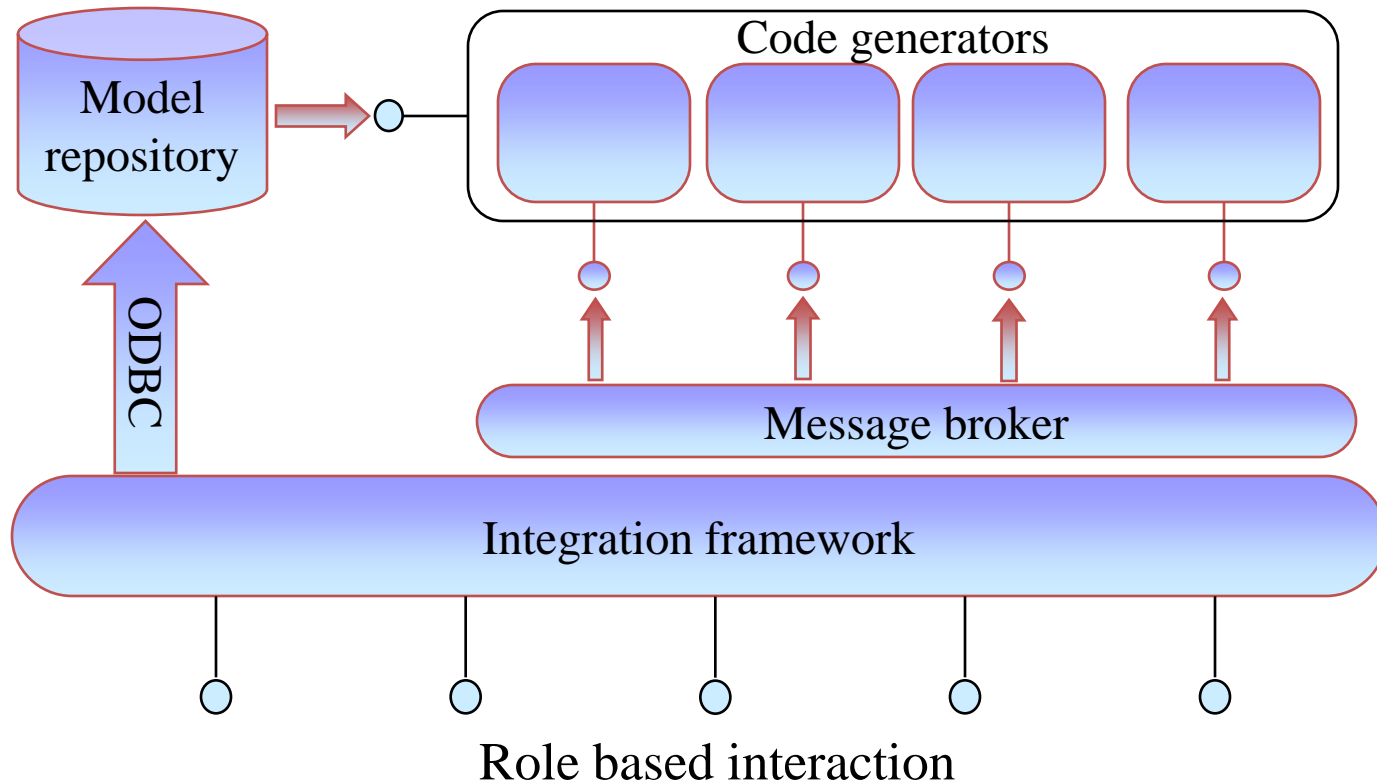 Code generators
Model
repository
ODBC
Message broker
Integration framework
Role based interaction